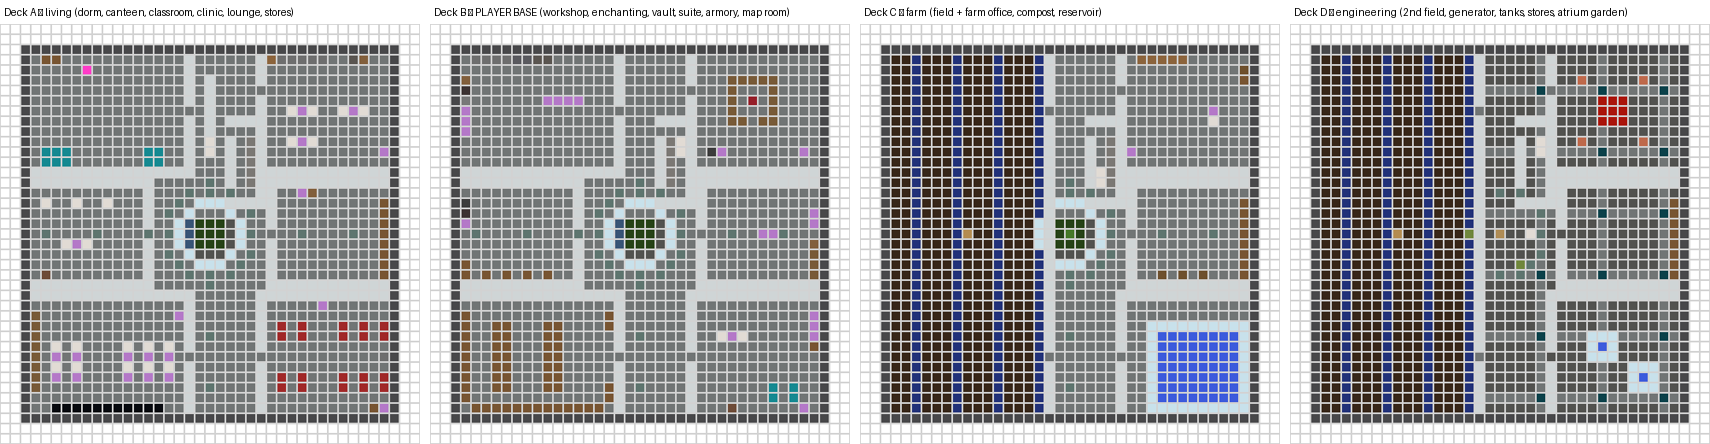 Deck A▯ living (dorm, canteen, classroom, clinic, lounge, stores)
Deck B▯ PLAYER BASE (workshop, enchanting, vault, suite, armory, map room)
Deck C▯ farm (field + farm office, compost, reservoir)
Deck D▯ engineering (2nd field, generator, tanks, stores, atrium garden)